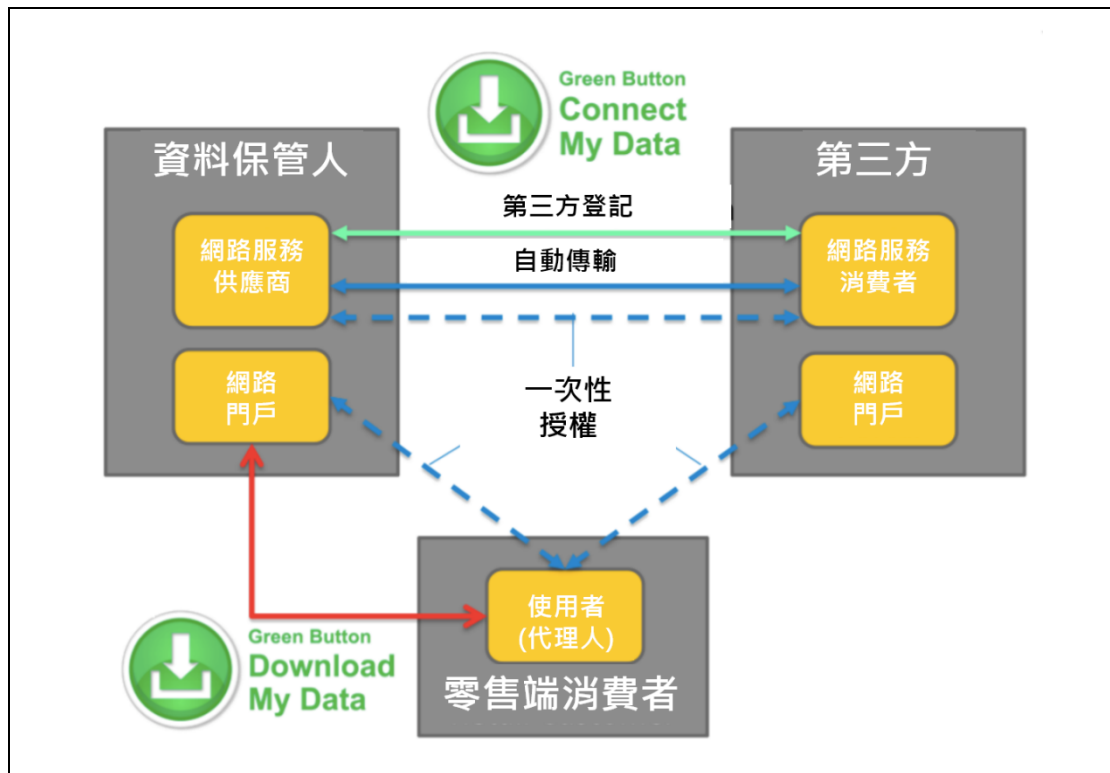 Green Button
Connect
My Data
資料保管人
第三方
第三方登記
網路服務
供應商
自動傳輸
網路服務
消費者
一次性
授權
網路
門戶
網路
門戶
使用者
(代理人)
零售端消費者
Green Button
Download
My Data